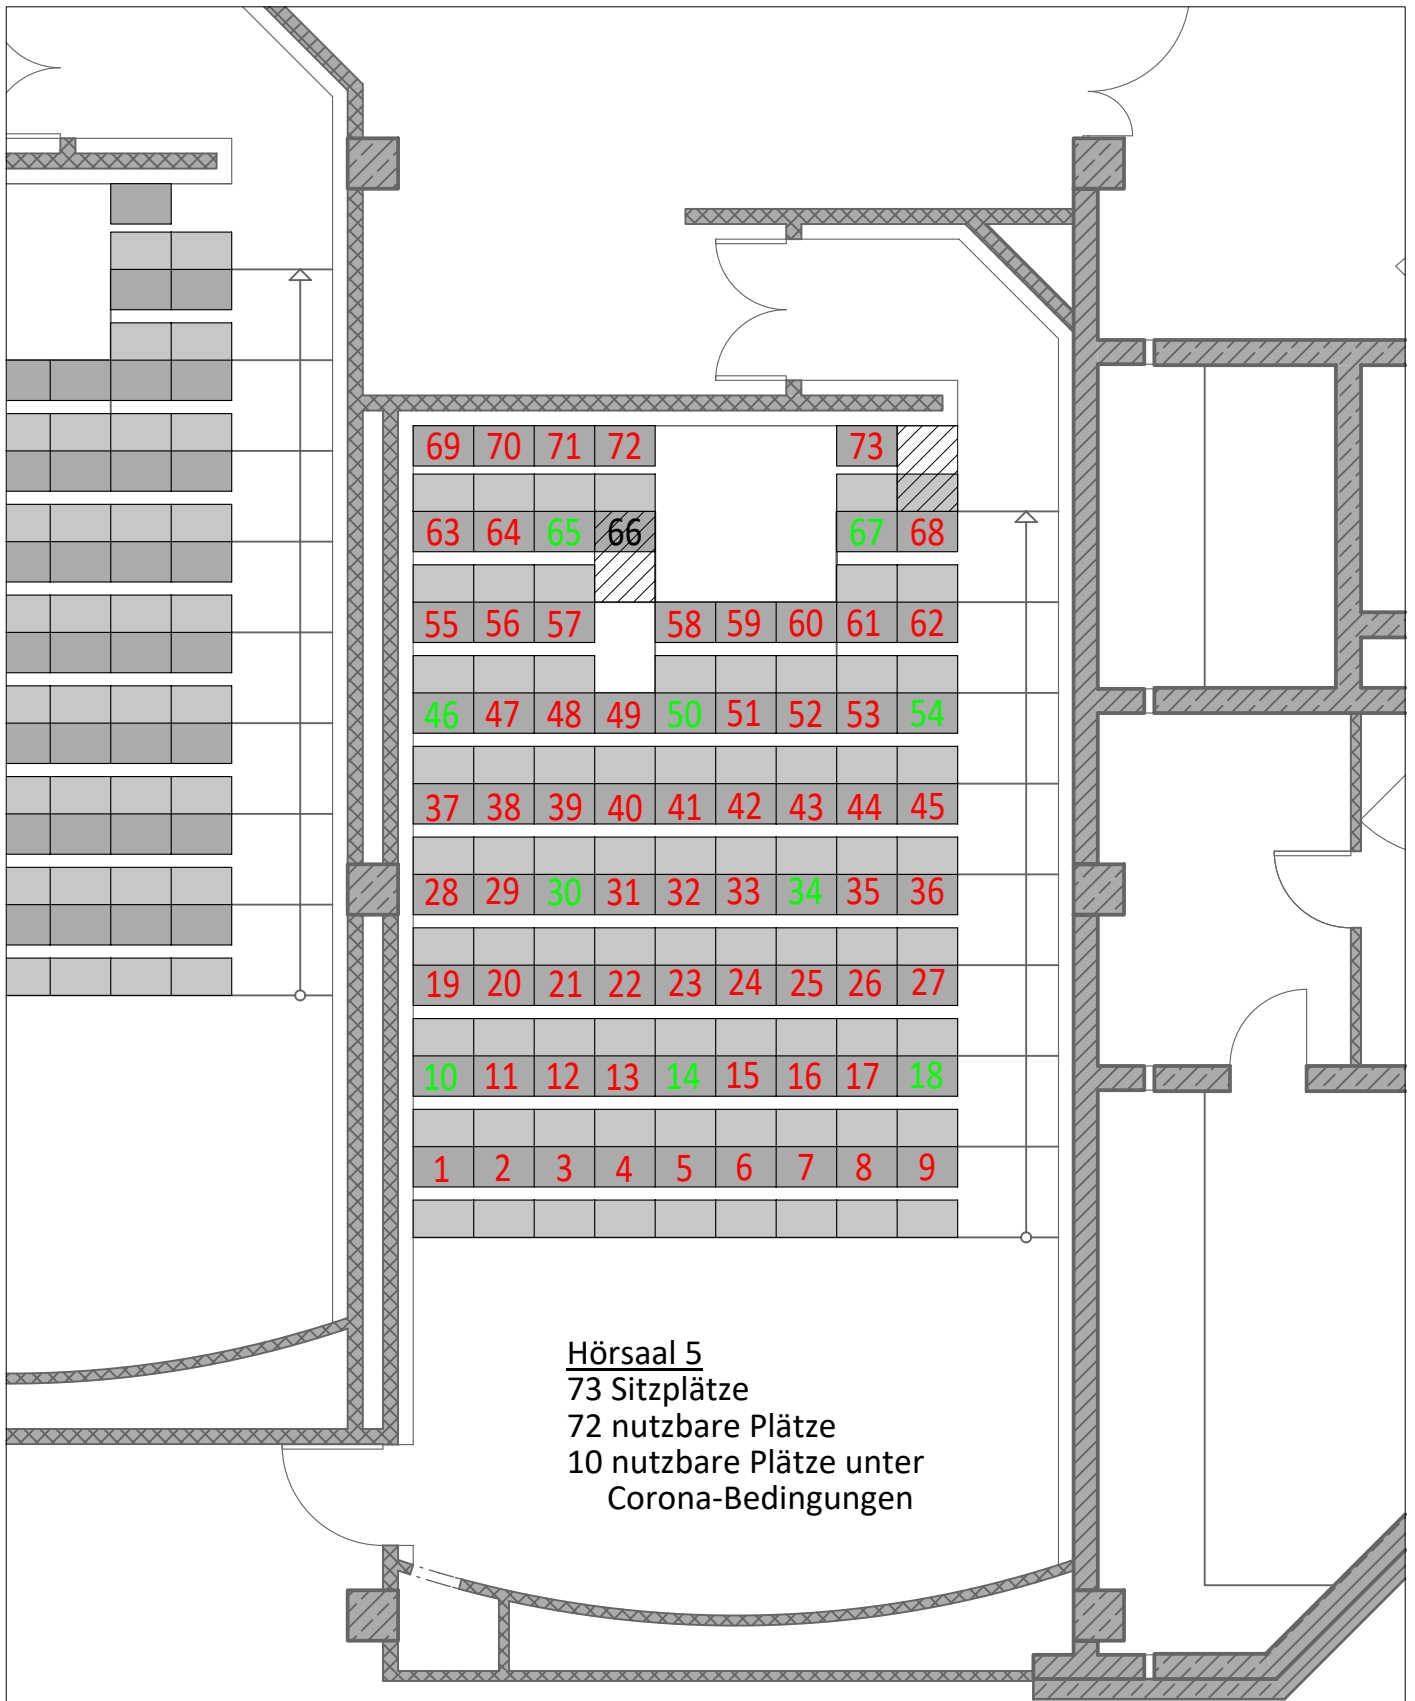 69 70 71 72 73
63 64 65 66 67 68
55 56 57 58 59 60 61 62
46 47 48 49 50 51 52 53 54
37 38 39 40 41 42 43 44 45
28 29 30 31 32 33 34 35 36
19 20 21 22 23 24 25 26 27
10 11 12 13 14 15 16 17 18
1 2 3 4 5 6 7 8 9
Hörsaal 5
73 Sitzplätze
72 nutzbare Plätze
10 nutzbare Plätze unter
Corona-Bedingungen